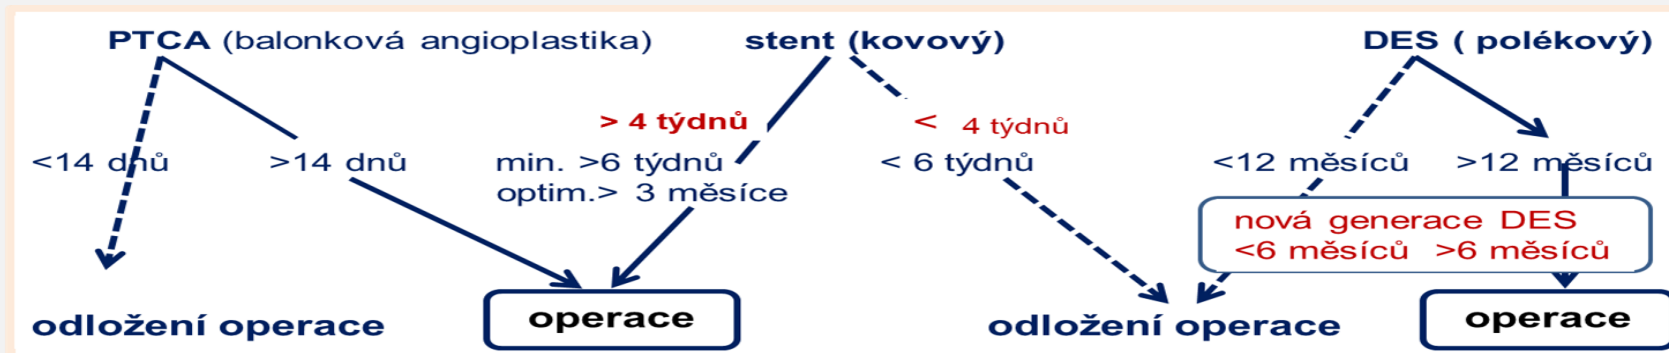 PTCA (balonková angioplastika) stent (kovový) DES ( polékový)
> 4 týdnů < 4 týdnů
<14 dnů >14 dnů min. >6 týdnů < 6 týdnů <12 měsíců >12 měsíců
optim.> 3 měsíce
nová generace DES
<6 měsíců >6 měsíců
odložení operace operace odložení operace operace